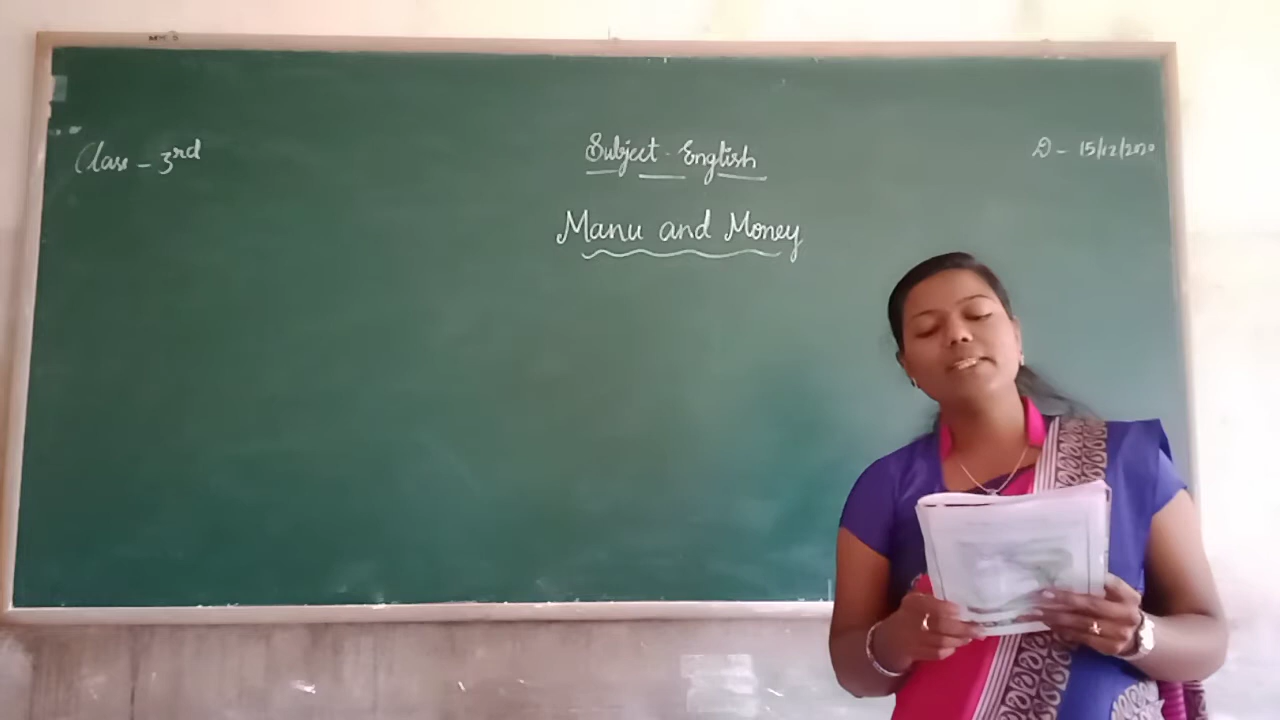 Class - 3rd
Subject - English
D - 15/12/2020
Manu and Money